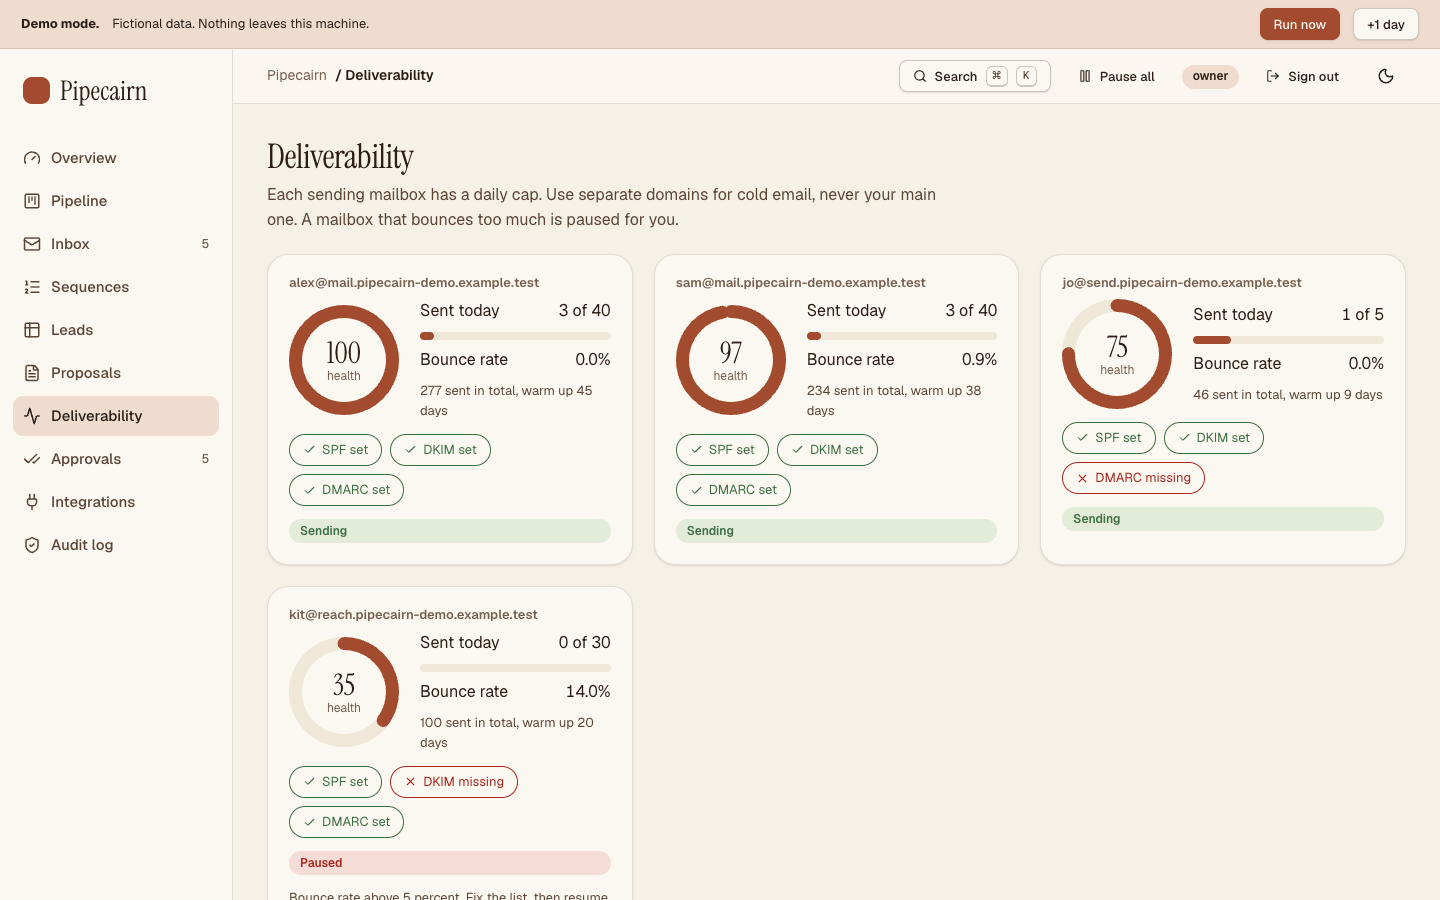 Demo mode. Fictional data. Nothing leaves this machine.
Run now
+1 day
Pipecairn
Overview
Pipeline
Inbox 5
Sequences
Leads
Proposals
Deliverability
Approvals 5
Integrations
Audit log
Pipecairn / Deliverability
Search ⌘ K
Pause all
owner
Sign out
Deliverability
Each sending mailbox has a daily cap. Use separate domains for cold email, never your main
one. A mailbox that bounces too much is paused for you.
alex@mail.pipecairn-demo.example.test
100
health
Sent today 3 of 40
Bounce rate 0.0%
277 sent in total, warm up 45
days
SPF set
DKIM set
DMARC set
Sending
sam@mail.pipecairn-demo.example.test
97
health
Sent today 3 of 40
Bounce rate 0.9%
234 sent in total, warm up 38
days
SPF set
DKIM set
DMARC set
Sending
jo@send.pipecairn-demo.example.test
75
health
Sent today 1 of 5
Bounce rate 0.0%
46 sent in total, warm up 9 days
SPF set
DKIM set
DMARC missing
Sending
kit@reach.pipecairn-demo.example.test
35
health
Sent today 0 of 30
Bounce rate 14.0%
100 sent in total, warm up 20
days
SPF set
DKIM missing
DMARC set
Paused
Bounce rate above 5 percent. Fix the list, then resume